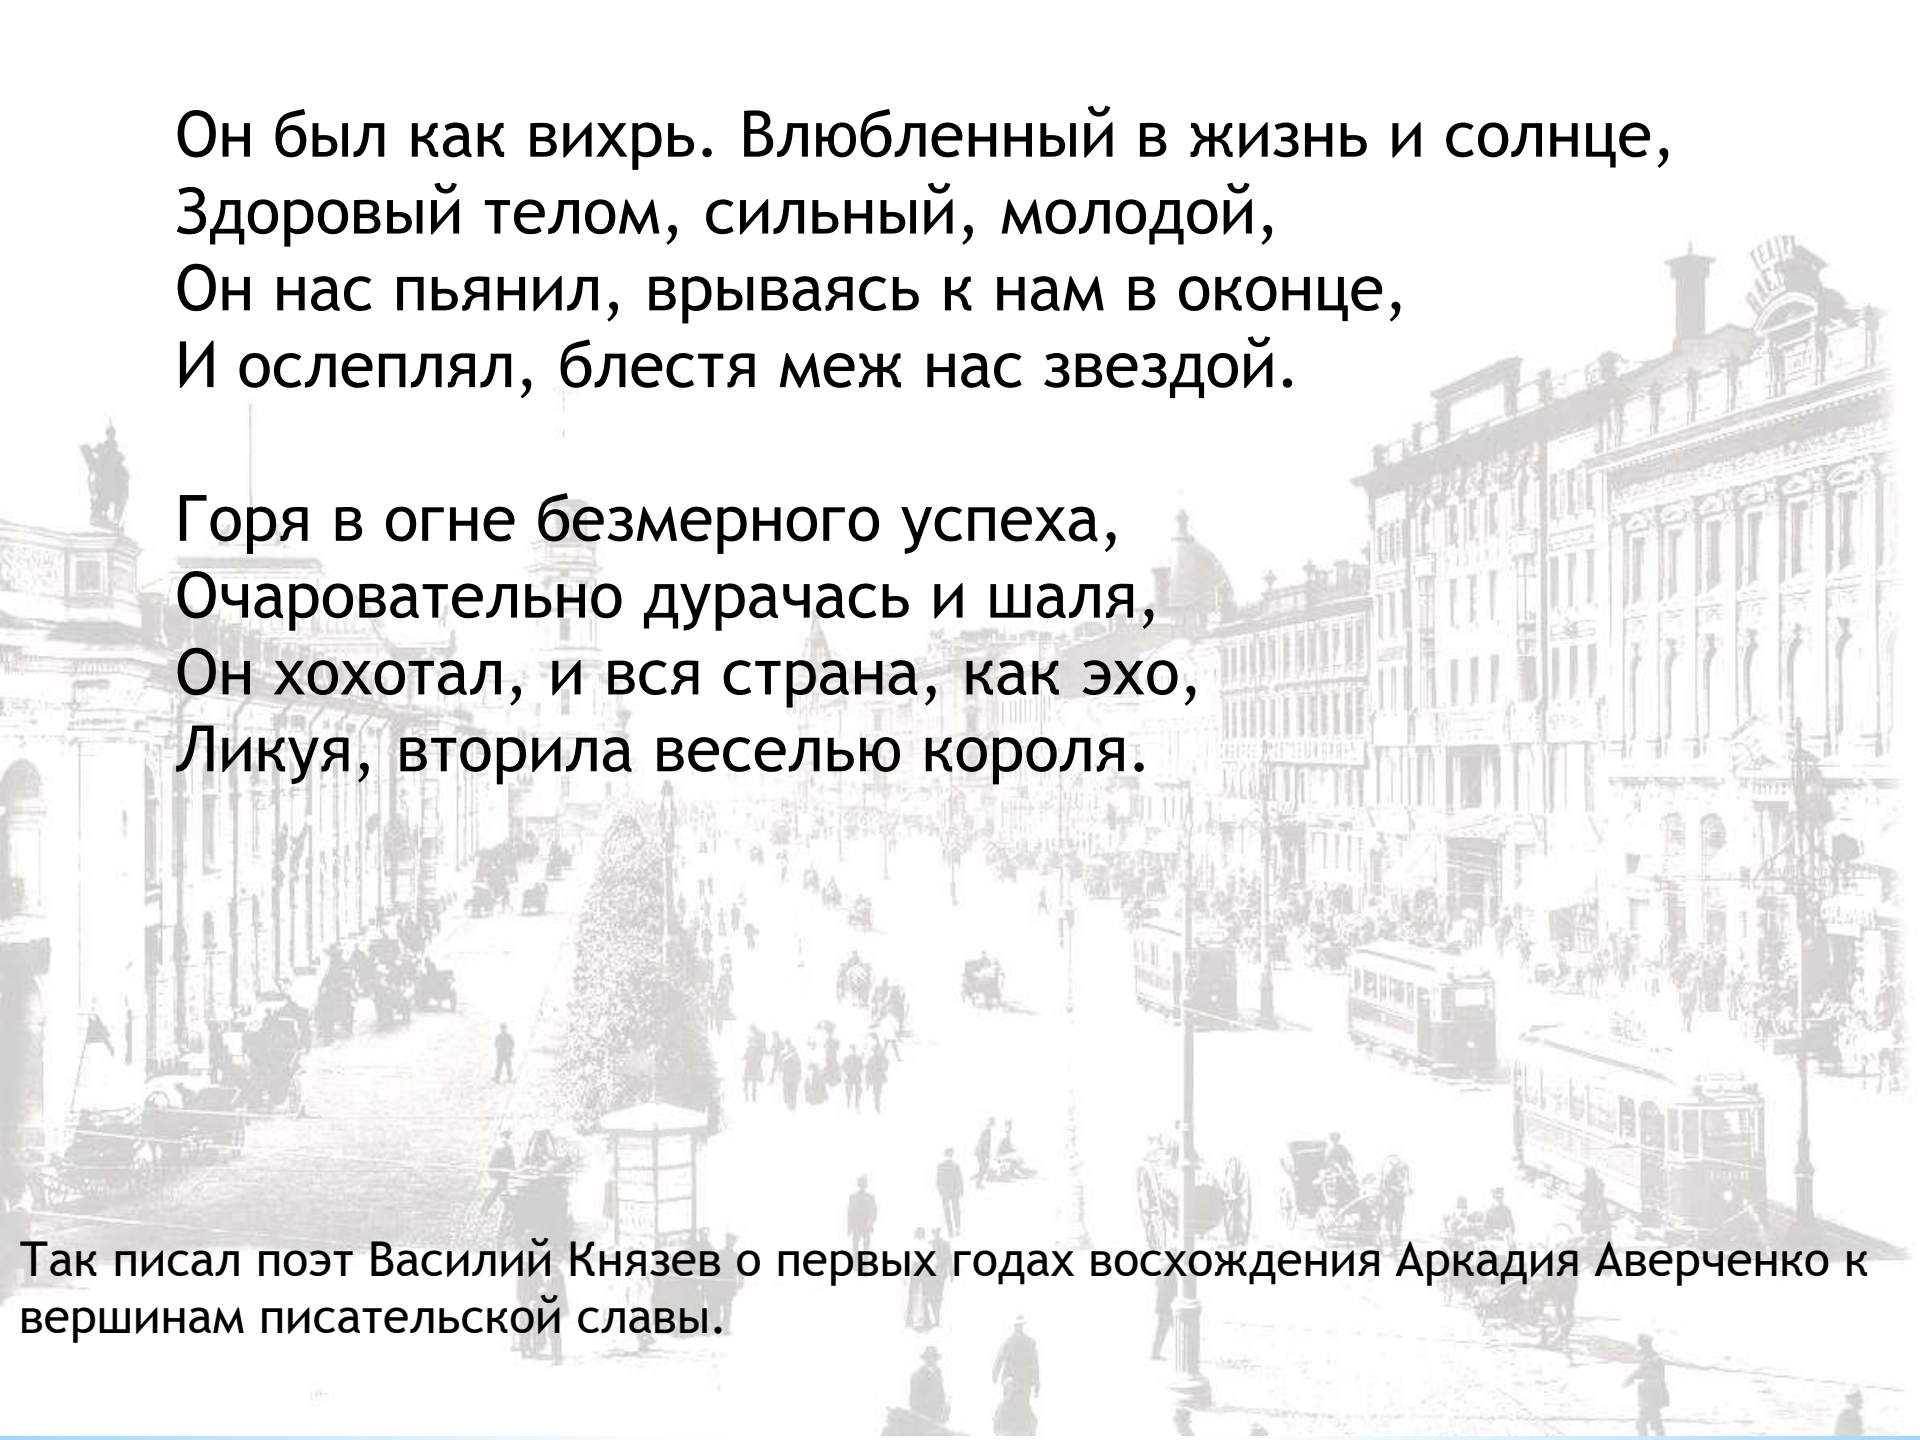 Он был как вихрь. Влюбленный в жизнь и солнце,
Здоровый телом, сильный, молодой,
Он нас пьянил, врываясь к нам в оконце,
И ослеплял, блестя меж нас звездой.
Горя в огне безмерного успеха,
Очаровательно дурачась и шаля,
Он хохотал, и вся страна, как эхо,
Ликуя, вторила веселью короля.
Так писал поэт Василий Князев о первых годах восхождения Аркадия Аверченко к
вершинам писательской славы.